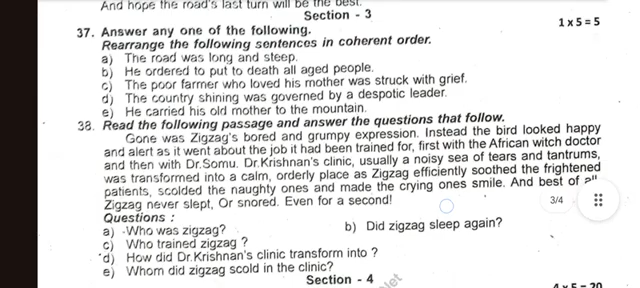 And hope the road's last turn will be the best.
Section - 3
37. Answer any one of the following. 1 x 5 = 5
Rearrange the following sentences in coherent order.
a) The road was long and steep.
b) He ordered to put to death all aged people.
c) The poor farmer who loved his mother was struck with grief.
d) The country shining was governed by a despotic leader.
e) He carried his old mother to the mountain.
38. Read the following passage and answer the questions that follow.
Gone was Zigzag's bored and grumpy expression. Instead the bird looked happy
and alert as it went about the job it had been trained for, first with the African witch doctor
and then with Dr.Somu. Dr.Krishnan's clinic, usually a noisy sea of tears and tantrums,
was transformed into a calm, orderly place as Zigzag efficiently soothed the frightened
patients, scolded the naughty ones and made the crying ones smile. And best of all
Zigzag never slept, Or snored. Even for a second!
3/4
Questions :
a) Who was zigzag? b) Did zigzag sleep again?
c) Who trained zigzag ?
d) How did Dr.Krishnan's clinic transform into ?
e) Whom did zigzag scold in the clinic?
Section - 4
4 x 5 = 20